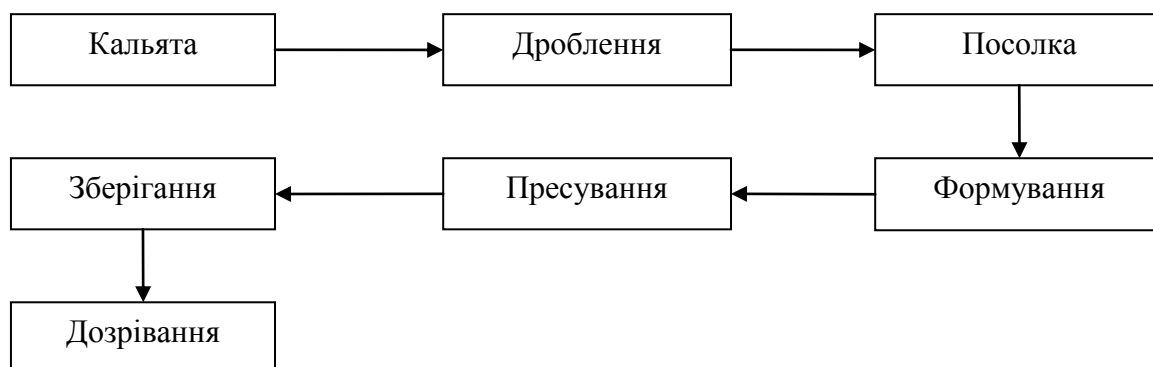 Кальята
Дроблення
Посолка
Формування
Пресування
Зберігання
Дозрівання